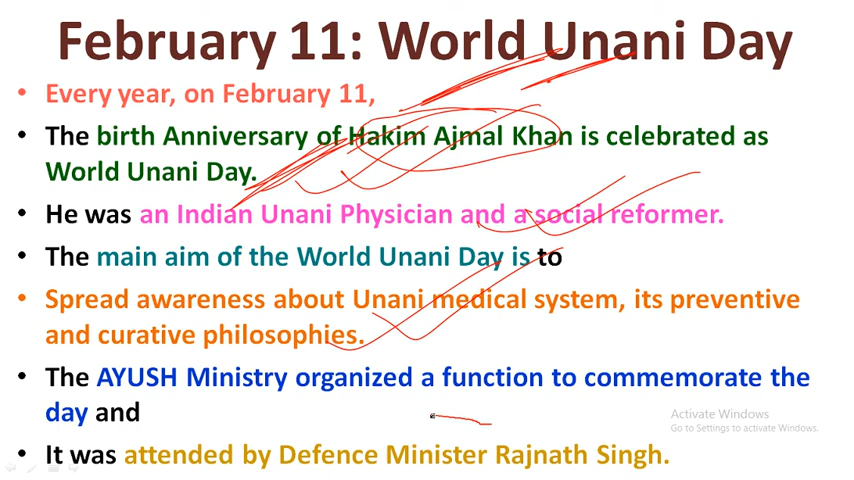 February 11: World Unani Day
• Every year, on February 11,
• The birth Anniversary of Hakim Ajmal Khan is celebrated as
World Unani Day.
• He was an Indian Unani Physician and a social reformer.
• The main aim of the World Unani Day is to
• Spread awareness about Unani medical system, its preventive
and curative philosophies.
• The AYUSH Ministry organized a function to commemorate the
day and
Activate Windows
Go to Settings to activate Windows.
• It was attended by Defence Minister Rajnath Singh.